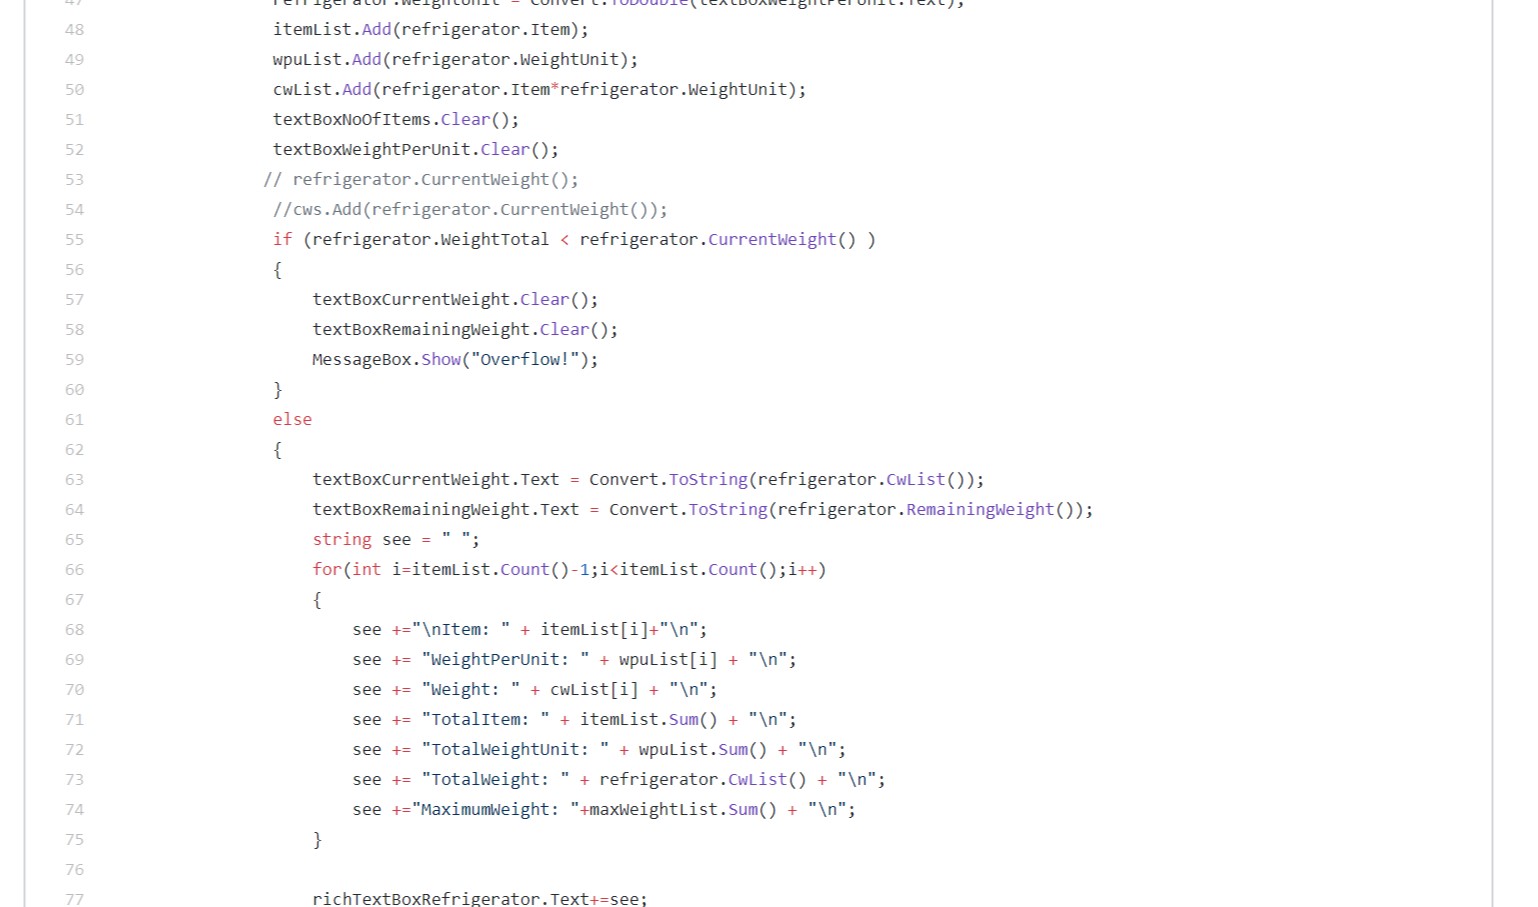 47 refrigerator.WeightUnit = Convert.ToDouble(textBoxWeightPerUnit.Text);
48 itemList.Add(refrigerator.Item);
49 wpuList.Add(refrigerator.WeightUnit);
50 cwList.Add(refrigerator.Item*refrigerator.WeightUnit);
51 textBoxNoOfItems.Clear();
52 textBoxWeightPerUnit.Clear();
53 // refrigerator.CurrentWeight();
54 //cws.Add(refrigerator.CurrentWeight());
55 if (refrigerator.WeightTotal < refrigerator.CurrentWeight() )
56 {
57 textBoxCurrentWeight.Clear();
58 textBoxRemainingWeight.Clear();
59 MessageBox.Show("Overflow!");
60 }
61 else
62 {
63 textBoxCurrentWeight.Text = Convert.ToString(refrigerator.CwList());
64 textBoxRemainingWeight.Text = Convert.ToString(refrigerator.RemainingWeight());
65 string see = " ";
66 for(int i=itemList.Count()-1;i<itemList.Count();i++)
67 {
68 see +="\nItem: " + itemList[i]+"\n";
69 see += "WeightPerUnit: " + wpuList[i] + "\n";
70 see += "Weight: " + cwList[i] + "\n";
71 see += "TotalItem: " + itemList.Sum() + "\n";
72 see += "TotalWeightUnit: " + wpuList.Sum() + "\n";
73 see += "TotalWeight: " + refrigerator.CwList() + "\n";
74 see +="MaximumWeight: "+maxWeightList.Sum() + "\n";
75 }
76
77 richTextBoxRefrigerator.Text+=see;